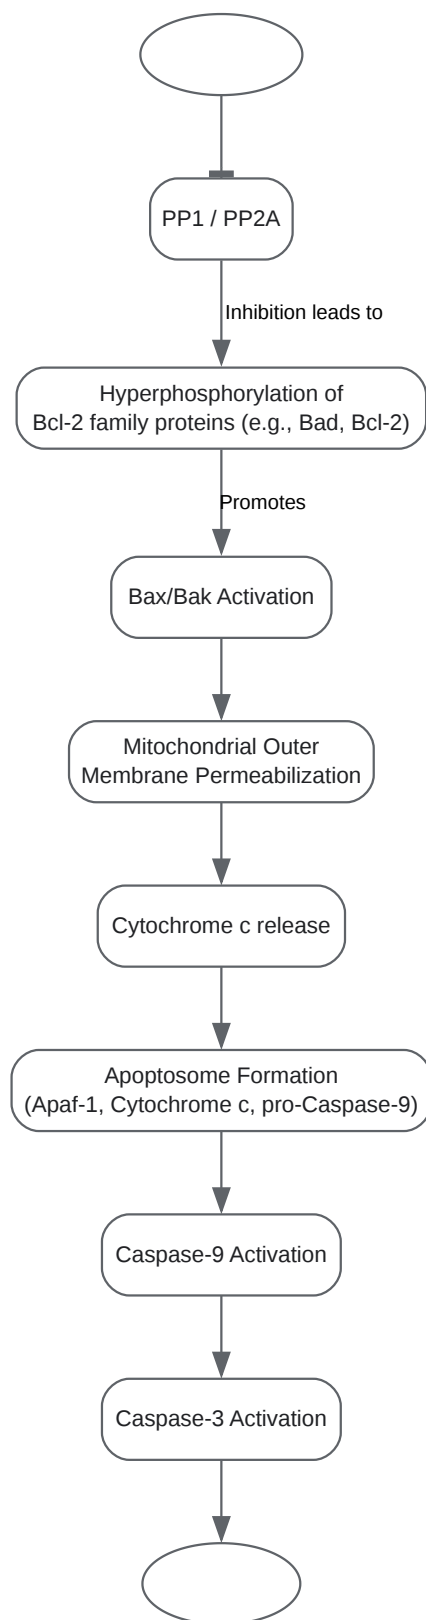 PP1 / PP2A
Inhibition leads to
Hyperphosphorylation of
Bcl-2 family proteins (e.g., Bad, Bcl-2)
Promotes
Bax/Bak Activation
Mitochondrial Outer
Membrane Permeabilization
Cytochrome c release
Apoptosome Formation
(Apaf-1, Cytochrome c, pro-Caspase-9)
Caspase-9 Activation
Caspase-3 Activation